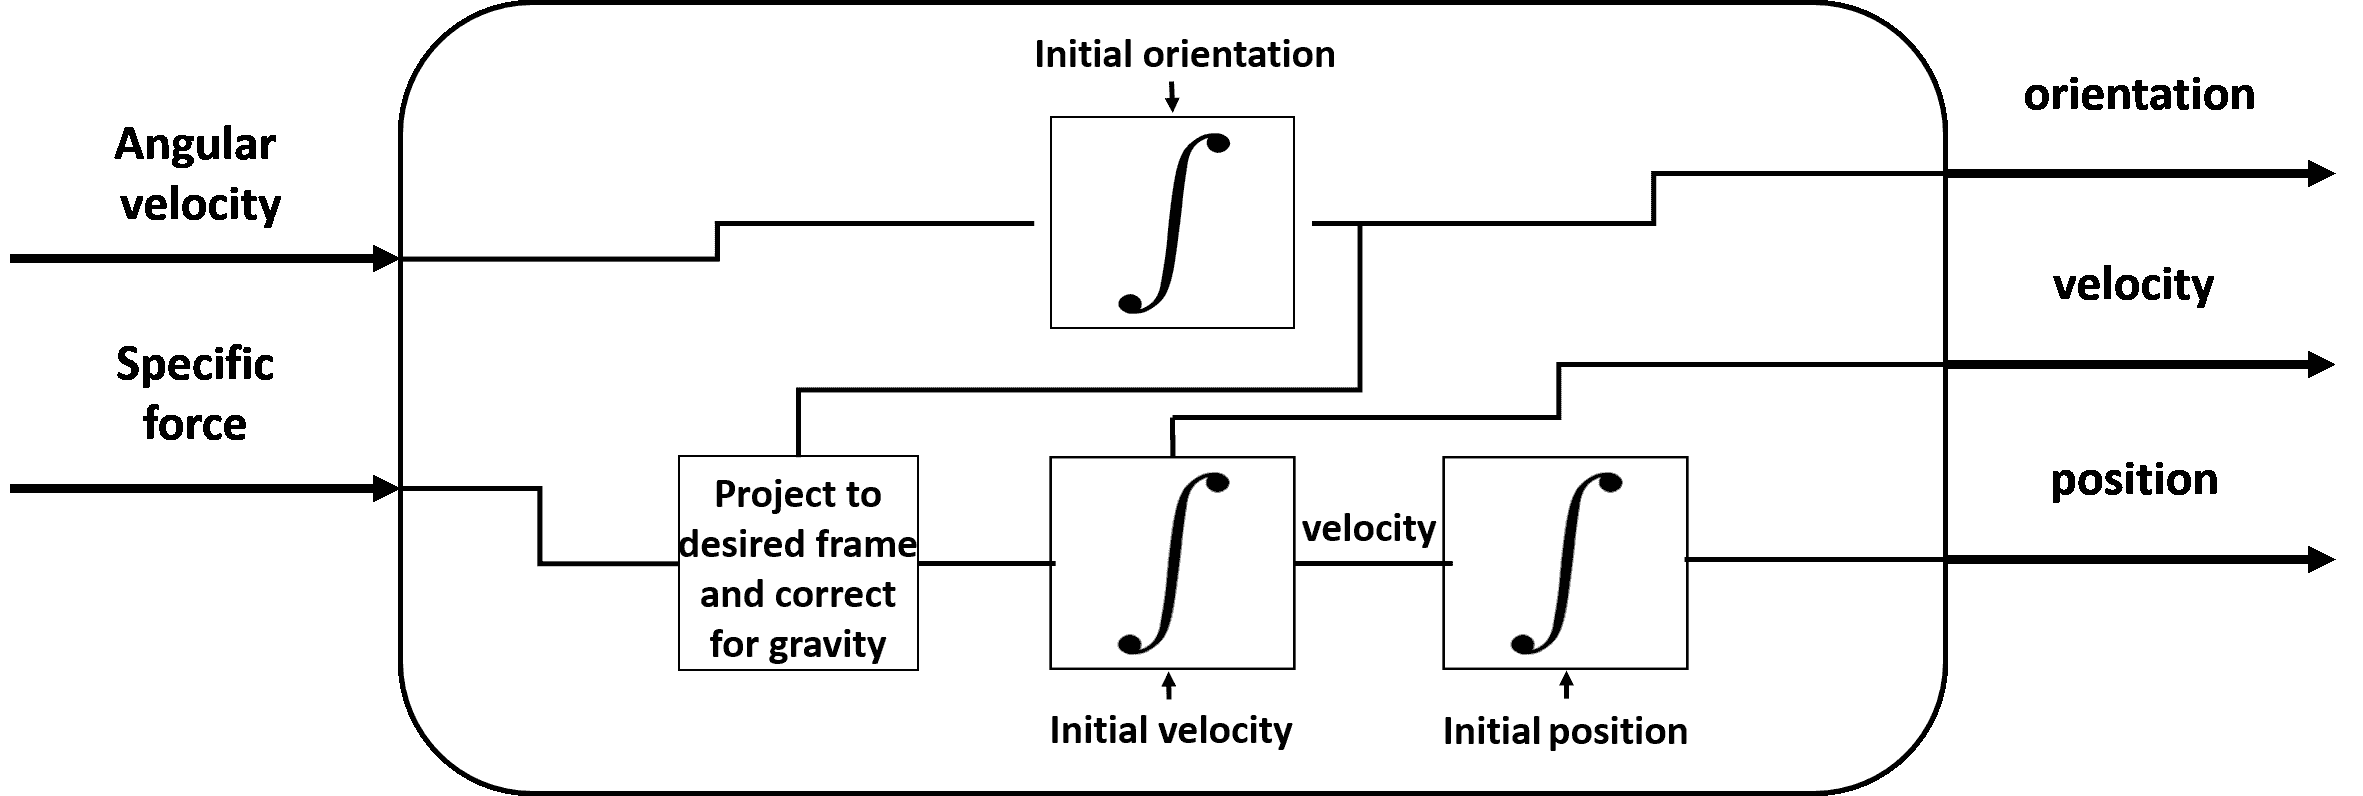 Initial orientation
orientation
Angular
velocity
velocity
Specific
force
position
Project to
desired frame
and correct
for gravity
velocity
Initial velocity
Initial position